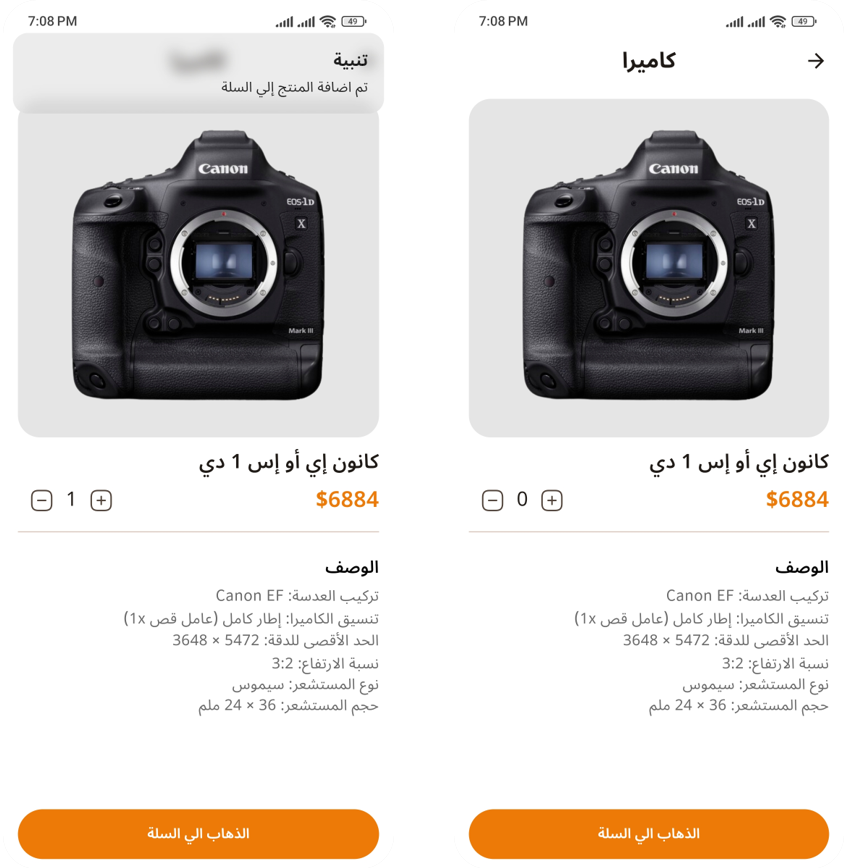 7:08 PM
49
تنبية
تم اضافة المنتج إلي السلة
Canon
EOS-1D
X
Mark III
كانون إي أو إس 1 دي
$6884
1
الوصف
تركيب العدسة: Canon EF
تنسيق الكاميرا: إطار كامل (عامل قص 1x)
الحد الأقصى للدقة: 5472 × 3648
نسبة الارتفاع: 3:2
نوع المستشعر: سيموس
حجم المستشعر: 36 × 24 ملم
الذهاب الي السلة
7:08 PM
49
كاميرا
Canon
EOS-1D
X
Mark III
كانون إي أو إس 1 دي
$6884
0
الوصف
تركيب العدسة: Canon EF
تنسيق الكاميرا: إطار كامل (عامل قص 1x)
الحد الأقصى للدقة: 5472 × 3648
نسبة الارتفاع: 3:2
نوع المستشعر: سيموس
حجم المستشعر: 36 × 24 ملم
الذهاب الي السلة